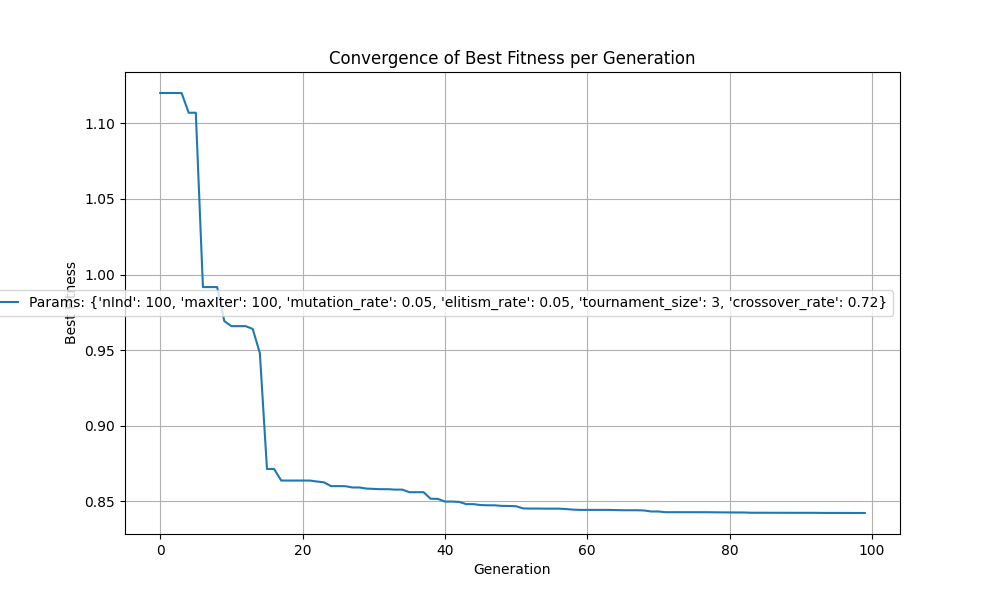 Convergence of Best Fitness per Generation
1.10
1.05
1.00
Best
Params: {'nInd': 100, 'maxIter': 100, 'mutation_rate': 0.05, 'elitism_rate': 0.05, 'tournament_size': 3, 'crossover_rate': 0.72}
0.95
0.90
0.85
0 20 40 60 80 100
Generation